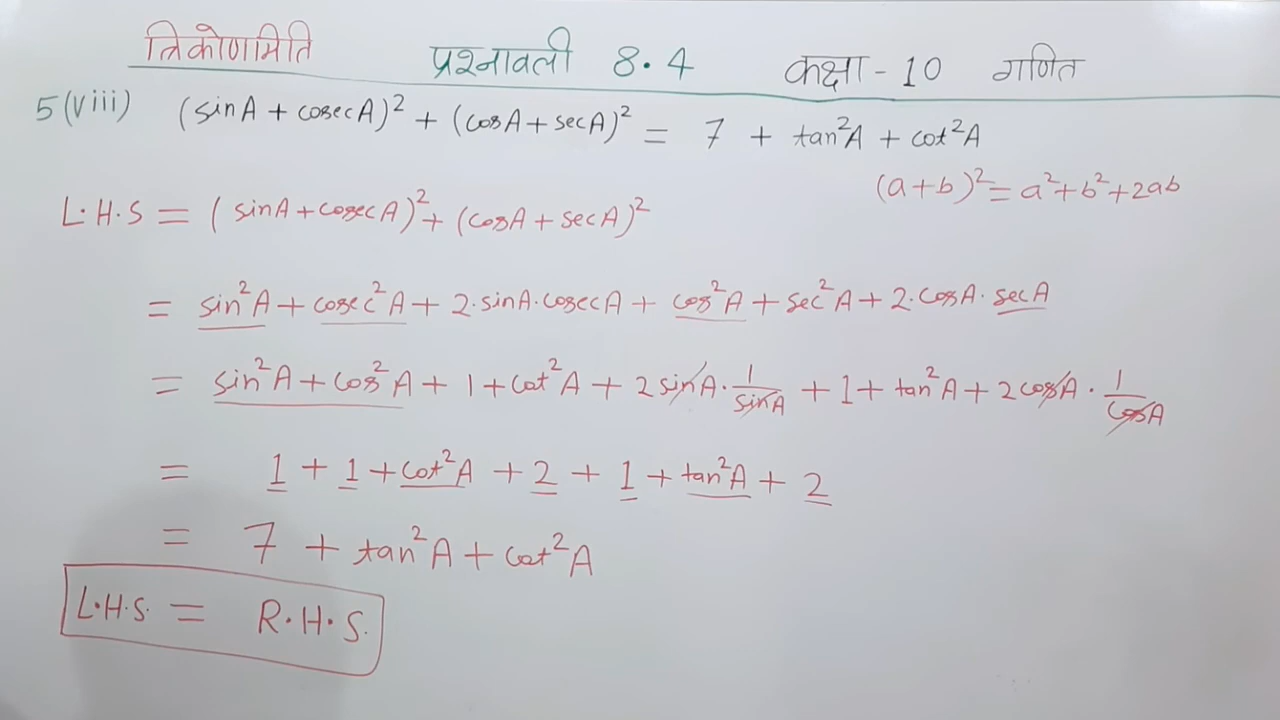 त्रिकोणमिति प्रश्नावली 8.4 कक्षा - 10 गणित
5(viii) (sinA + cosecA)² + (cosA + secA)² = 7 + tan²A + cot²A
(a+b)² = a² + b² + 2ab
L.H.S = (sinA + cosecA)² + (cosA + secA)²
= sin²A + cosec²A + 2·sinA·cosecA + cos²A + sec²A + 2·cosA·secA
= sin²A + cos²A + 1 + cot²A + 2 sinA · 1/sinA + 1 + tan²A + 2 cosA · 1/cosA
= 1 + 1 + cot²A + 2 + 1 + tan²A + 2
= 7 + tan²A + cot²A
L.H.S. = R.H.S.